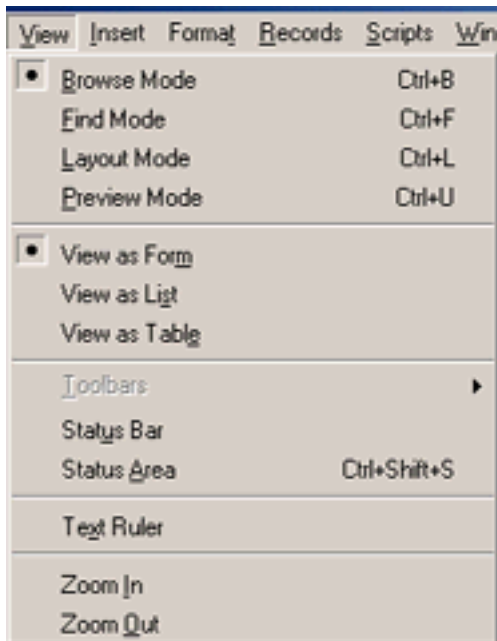 View Insert Format Records Scripts Win
Browse Mode Ctrl+B
Find Mode Ctrl+F
Layout Mode Ctrl+L
Preview Mode Ctrl+U
View as Form
View as List
View as Table
Toolbars
Status Bar
Status Area Ctrl+Shift+S
Text Ruler
Zoom In
Zoom Out